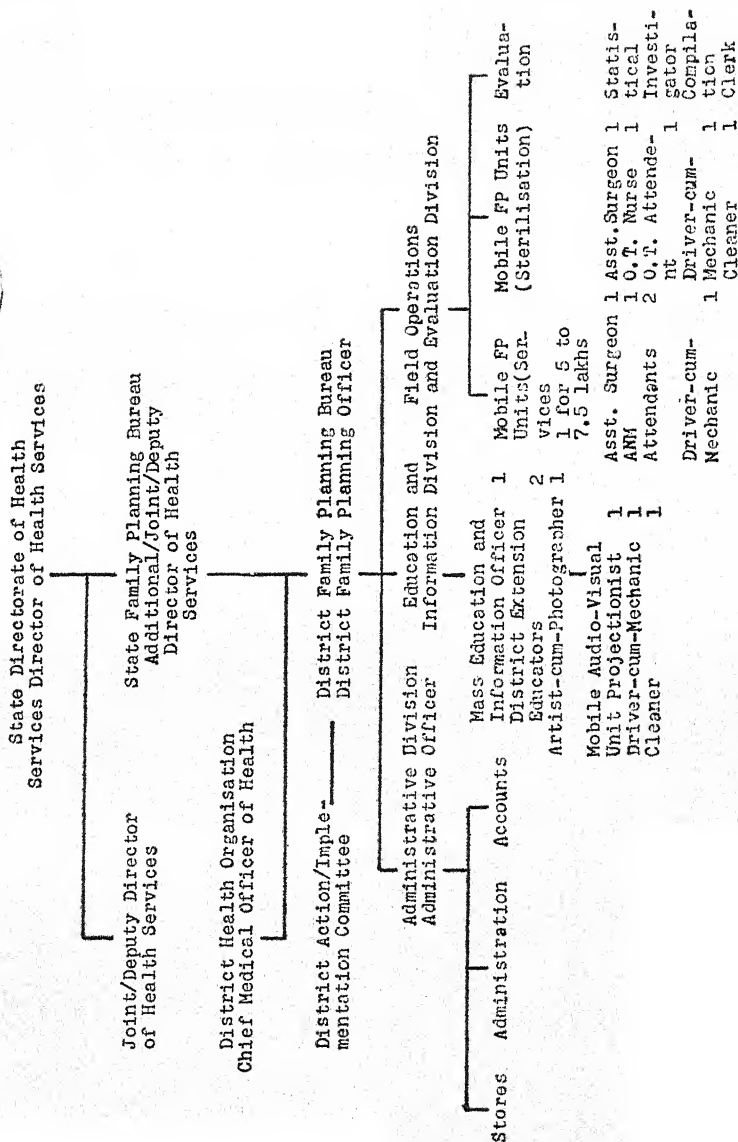 State Directorate of Health
Services Director of Health Services
Joint/Deputy Director
of Health Services
State Family Planning Bureau
Additional/Joint/Deputy
Director of Health
Services
District Health Organisation
Chief Medical Officer of Health
District Action/Imple-
mentation Committee
District Family Planning Bureau
District Family Planning Officer
Administrative Division
Administrative Officer
Education and
Information Division
Field Operations
and Evaluation Division
Stores
Administration
Accounts
Mass Education and
Information Officer 1
District Extension
Educators 2
Artist-cum-Photographer 1
Mobile Audio-Visual
Unit Projectionist 1
Driver-cum-Mechanic 1
Cleaner 1
Mobile FP
Units(Ser-
vices
1 for 5 to
7.5 lakhs
Asst. Surgeon 1
ANM 1
Attendants 2
Driver-cum-
Mechanic 1
Mobile FP Units
(Sterilisation)
Asst.Surgeon 1
O.T. Nurse 1
O.T. Attende-
nt 1
Driver-cum-
Mechanic 1
Cleaner 1
Evalua-
tion
Statis-
tical
Investi-
gator
Compila-
tion
Clerk